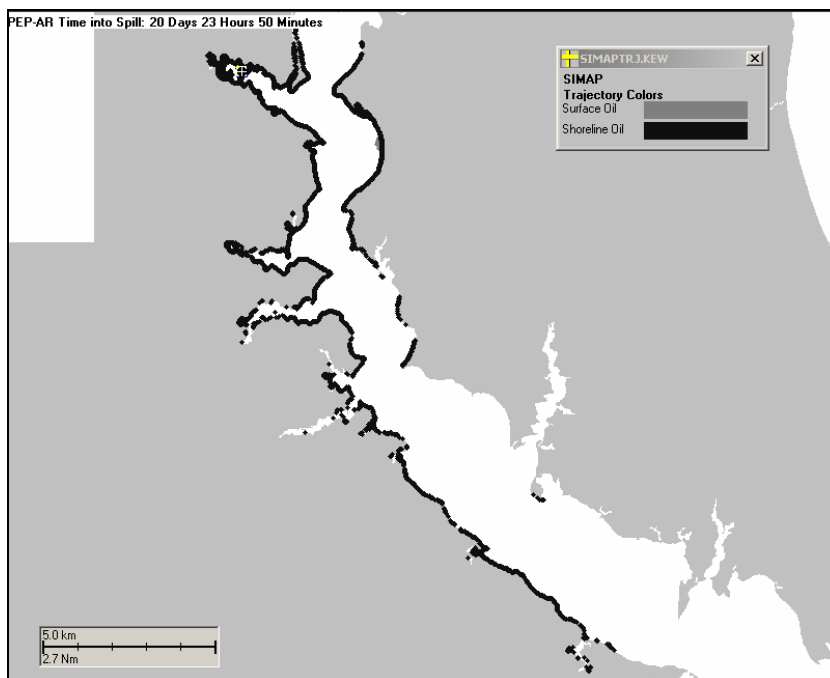 PEP-AR Time into Spill: 20 Days 23 Hours 50 Minutes
SIMAPTRJ.KEW
SIMAP
Trajectory Colors
Surface Oil
Shoreline Oil
5.0 km
2.7 Nm